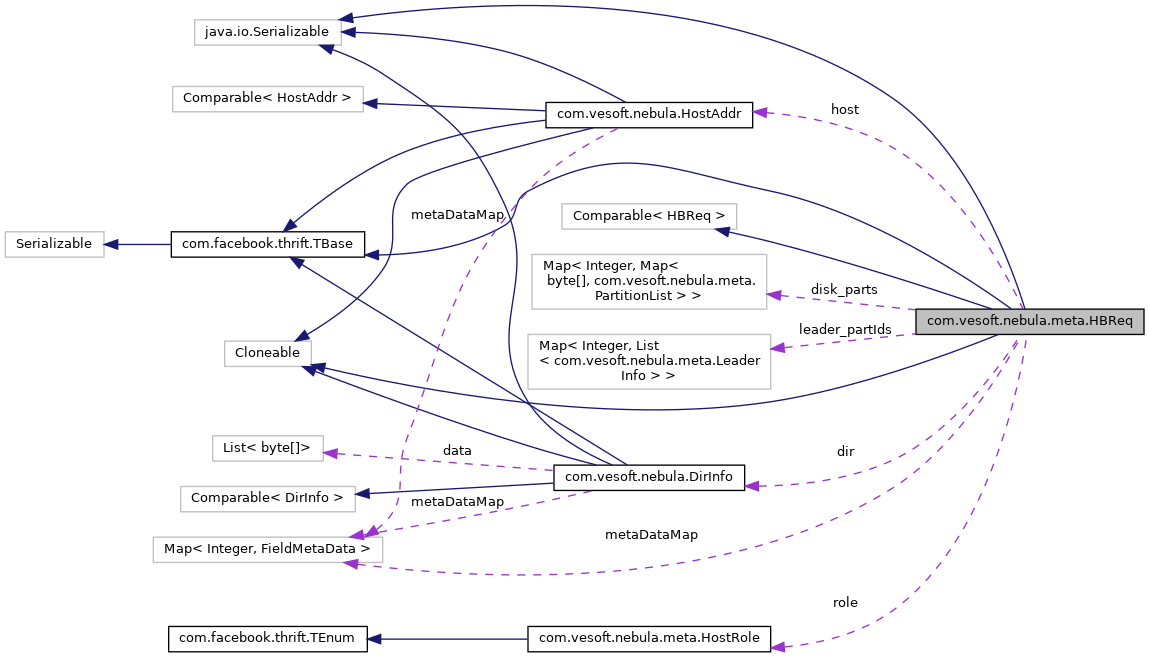 java.io.Serializable
Comparable< HostAddr >
com.vesoft.nebula.HostAddr
host
metaDataMap
Comparable< HBReq >
Serializable
com.facebook.thrift.TBase
Map< Integer, Map<
byte[], com.vesoft.nebula.meta.
PartitionList > >
disk_parts
com.vesoft.nebula.meta.HBReq
leader_partIds
Map< Integer, List
< com.vesoft.nebula.meta.Leader
Info > >
Cloneable
List< byte[]>
data
dir
com.vesoft.nebula.DirInfo
Comparable< DirInfo >
metaDataMap
metaDataMap
Map< Integer, FieldMetaData >
role
com.facebook.thrift.TEnum
com.vesoft.nebula.meta.HostRole